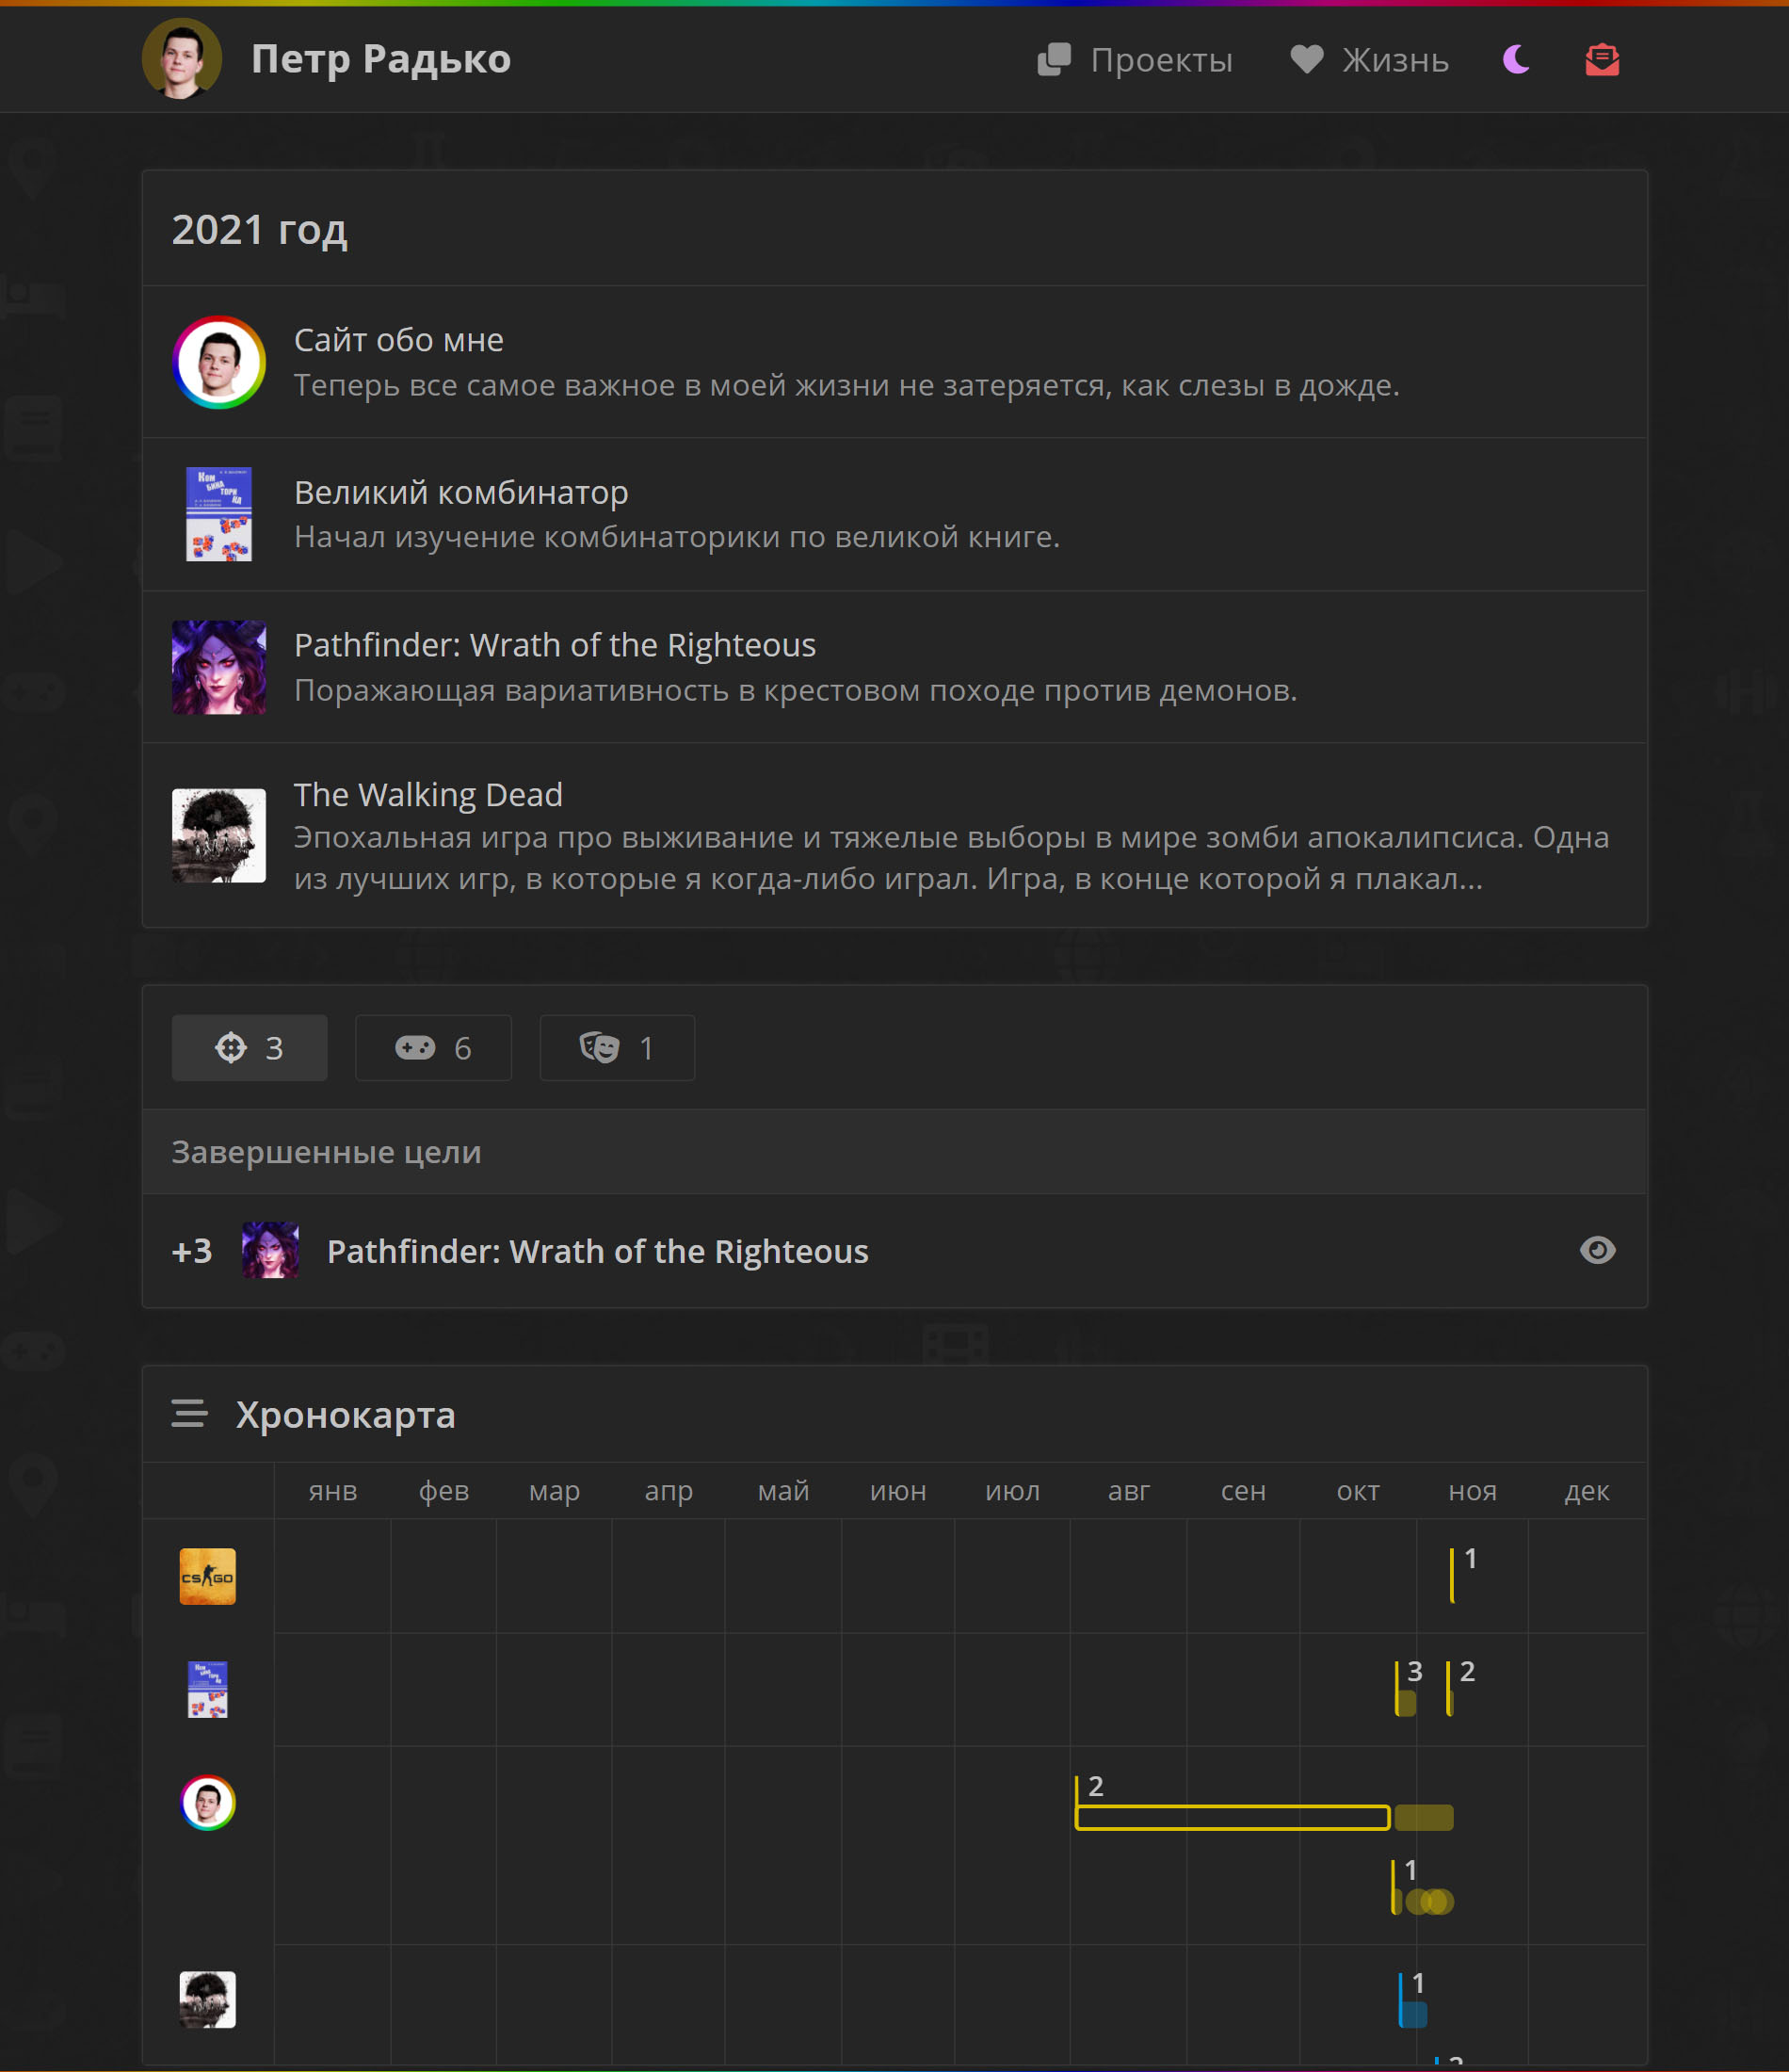 Петр Радько
Проекты
Жизнь
2021 год
Сайт обо мне
Теперь все самое важное в моей жизни не затеряется, как слезы в дожде.
Великий комбинатор
Начал изучение комбинаторики по великой книге.
Pathfinder: Wrath of the Righteous
Поражающая вариативность в крестовом походе против демонов.
The Walking Dead
Эпохальная игра про выживание и тяжелые выборы в мире зомби апокалипсиса. Одна
из лучших игр, в которые я когда-либо играл. Игра, в конце которой я плакал...
3 6 1
Завершенные цели
+3 Pathfinder: Wrath of the Righteous
Хронокарта
янв фев мар апр май июн июл авг сен окт ноя дек
CS GO
1
3 2
2
1
1